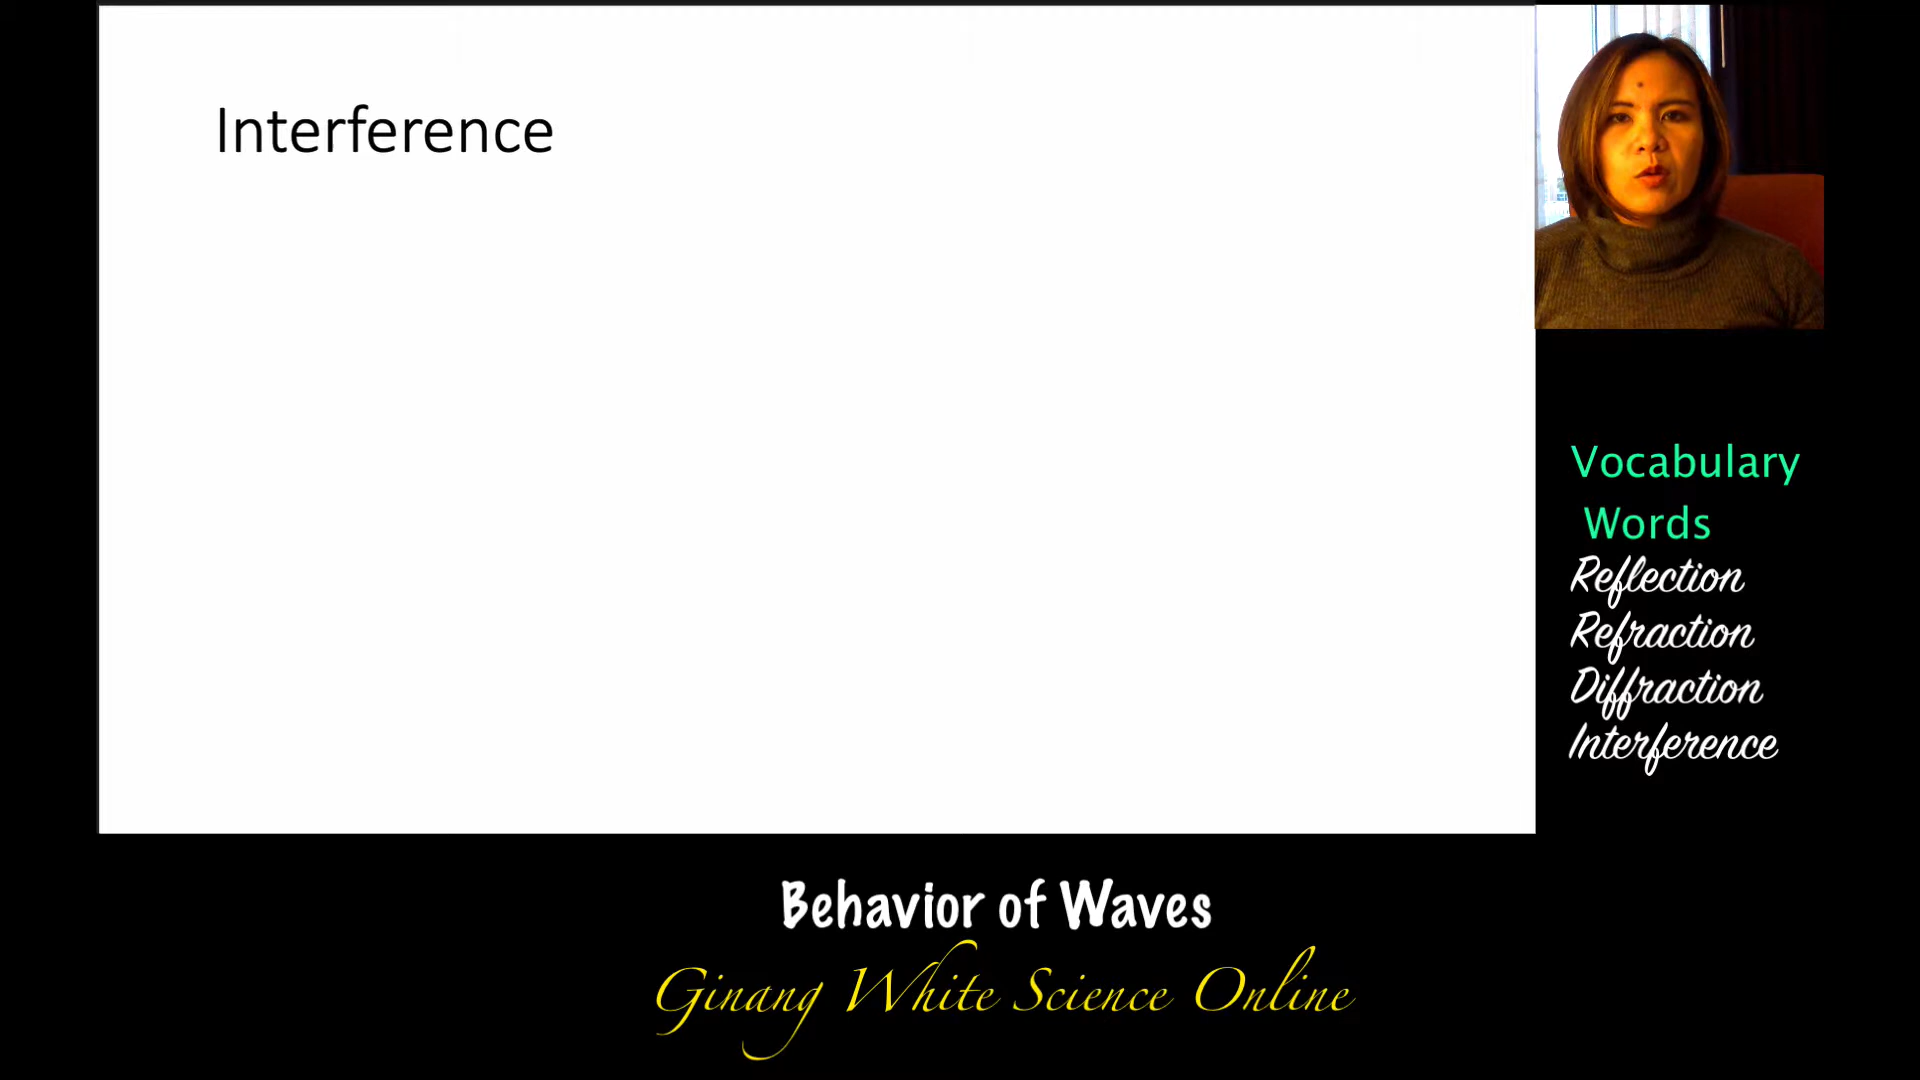 Interference
Vocabulary
Words
Reflection
Refraction
Diffraction
Interference
Behavior of Waves
Ginang White Science Online